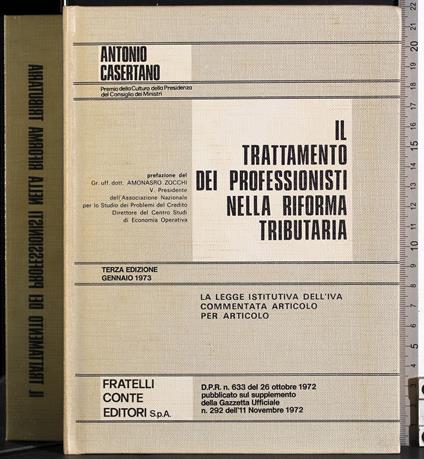 ANTONIO
CASERTANO
Premio della Cultura della Presidenza
del Consiglio dei Ministri
IL
TRATTAMENTO
DEI PROFESSIONISTI
NELLA RIFORMA
TRIBUTARIA
prefazione del
Gr. uff. dott. AMONASRO ZOCCHI
V. Presidente
dell'Associazione Nazionale
per lo Studio dei Problemi del Credito
Direttore del Centro Studi
di Economia Operativa
TERZA EDIZIONE
GENNAIO 1973
LA LEGGE ISTITUTIVA DELL'IVA
COMMENTATA ARTICOLO
PER ARTICOLO
FRATELLI
CONTE
EDITORI S.p.A.
D.P.R. n. 633 del 26 ottobre 1972
pubblicato sul supplemento
della Gazzetta Ufficiale
n. 292 dell'11 Novembre 1972
IL TRATTAMENTO DEI PROFESSIONISTI NELLA RIFORMA TRIBUTARIA